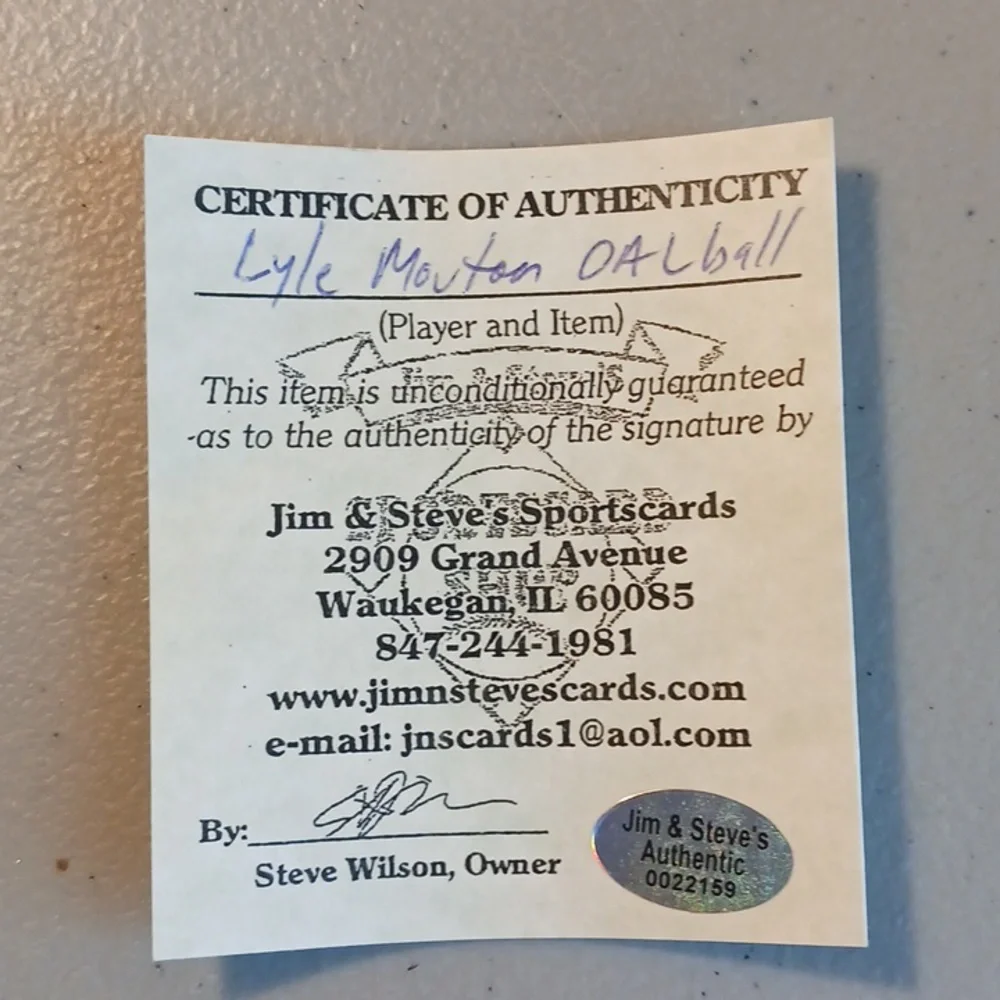 CERTIFICATE OF AUTHENTICITY
Lyle Mouton OALball
(Player and Item)
This item is unconditionally guaranteed
-as to the authenticity of the signature by
Jim & Steve's Sportscards
2909 Grand Avenue
Waukegan, IL 60085
847-244-1981
www.jimnstevescards.com
e-mail: jnscards1@aol.com
By:
Steve Wilson, Owner
Jim & Steve's
Authentic
0022159